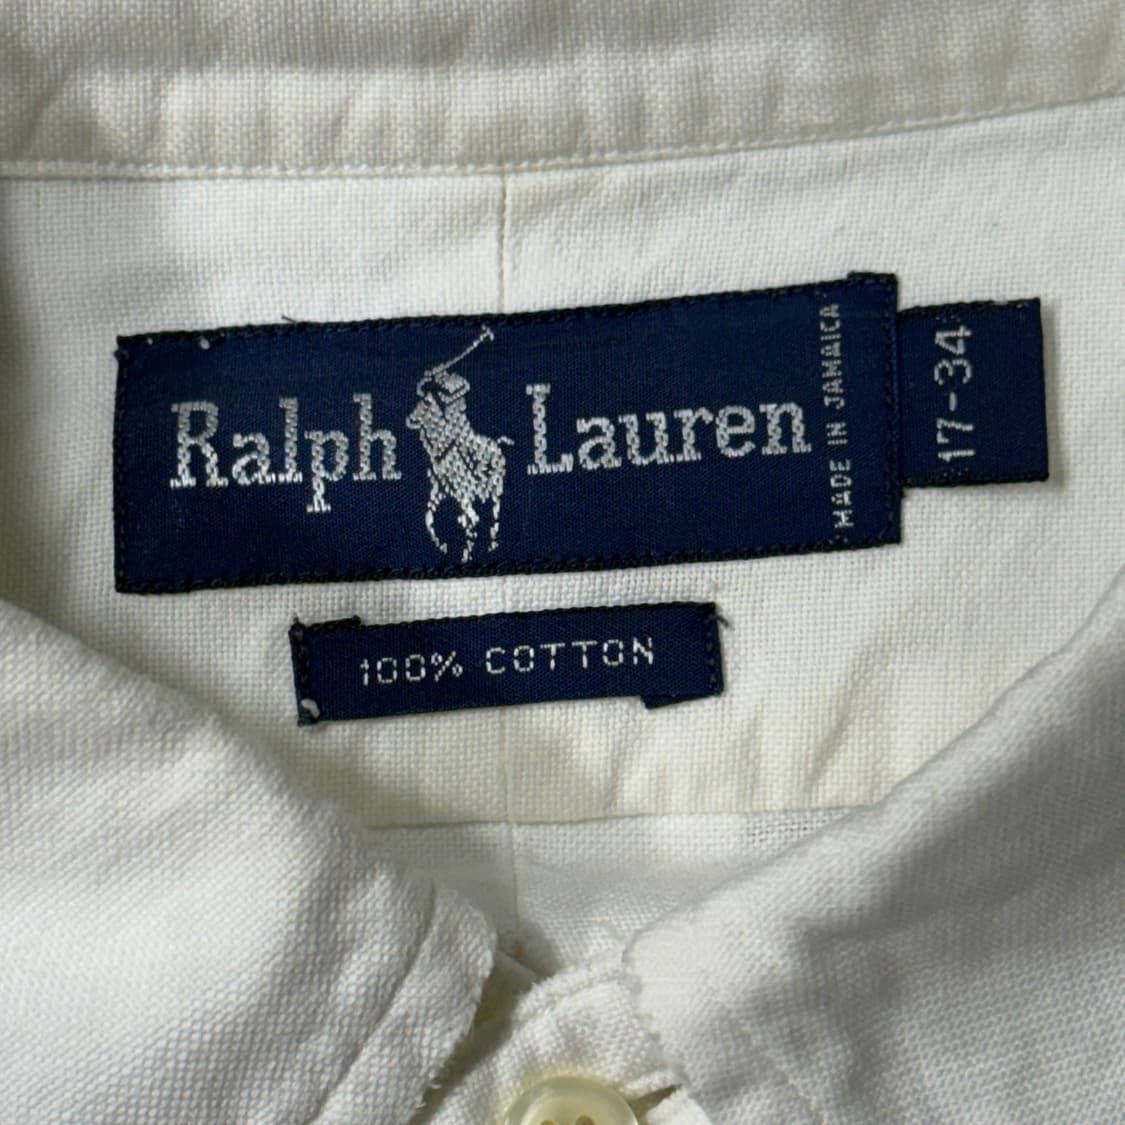 Ralph Lauren
MADE IN JAMAICA
17-34
100% COTTON